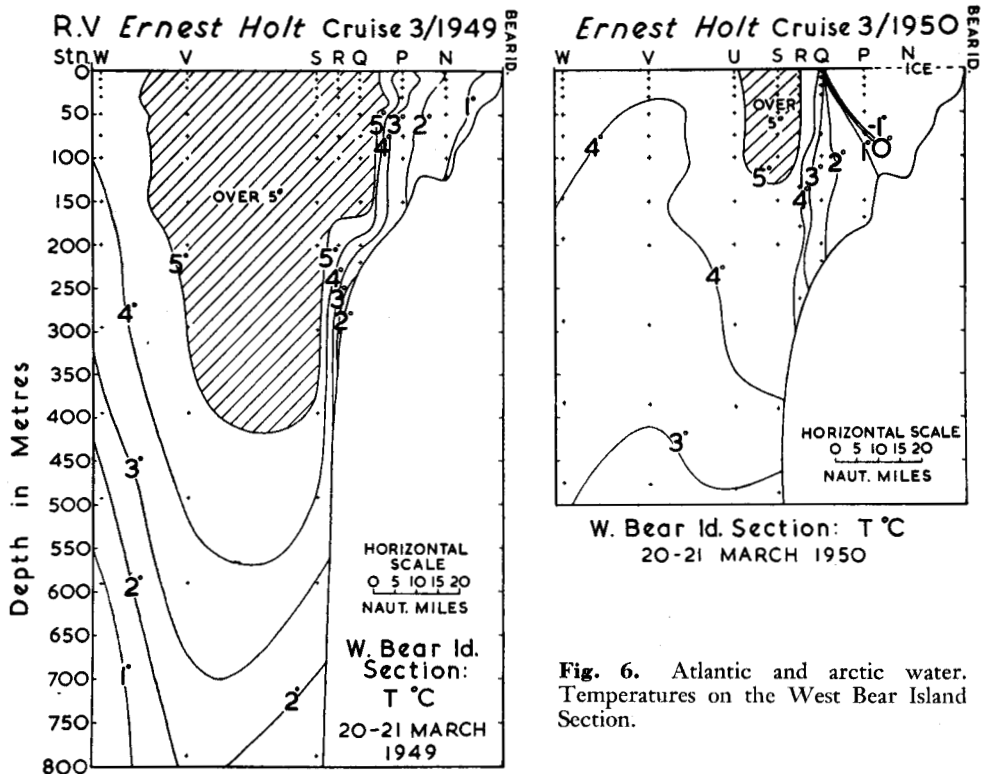 R.V Ernest Holt Cruise 3/1949
BEAR ID.
Stn. W V S R Q P N
0
50
100
150
200
250
300
350
400
450
500
550
600
650
700
750
800
Depth in Metres
OVER 5°
5°
4°
3°
2°
1°
5°
4°
3°
2°
5°
4°
3°
2°
1°
2°
HORIZONTAL
SCALE
0 5 10 15 20
NAUT. MILES
W. Bear Id.
Section:
T °C
20-21 MARCH
1949
Ernest Holt Cruise 3/1950
BEAR ID.
W V U S R Q P N
ICE
OVER
5°
5°
4°
4°
4°
3°
2°
1°
0°
-1°
3°
HORIZONTAL SCALE
0 5 10 15 20
NAUT. MILES
W. Bear Id. Section: T °C
20-21 MARCH 1950
Fig. 6. Atlantic and arctic water.
Temperatures on the West Bear Island
Section.